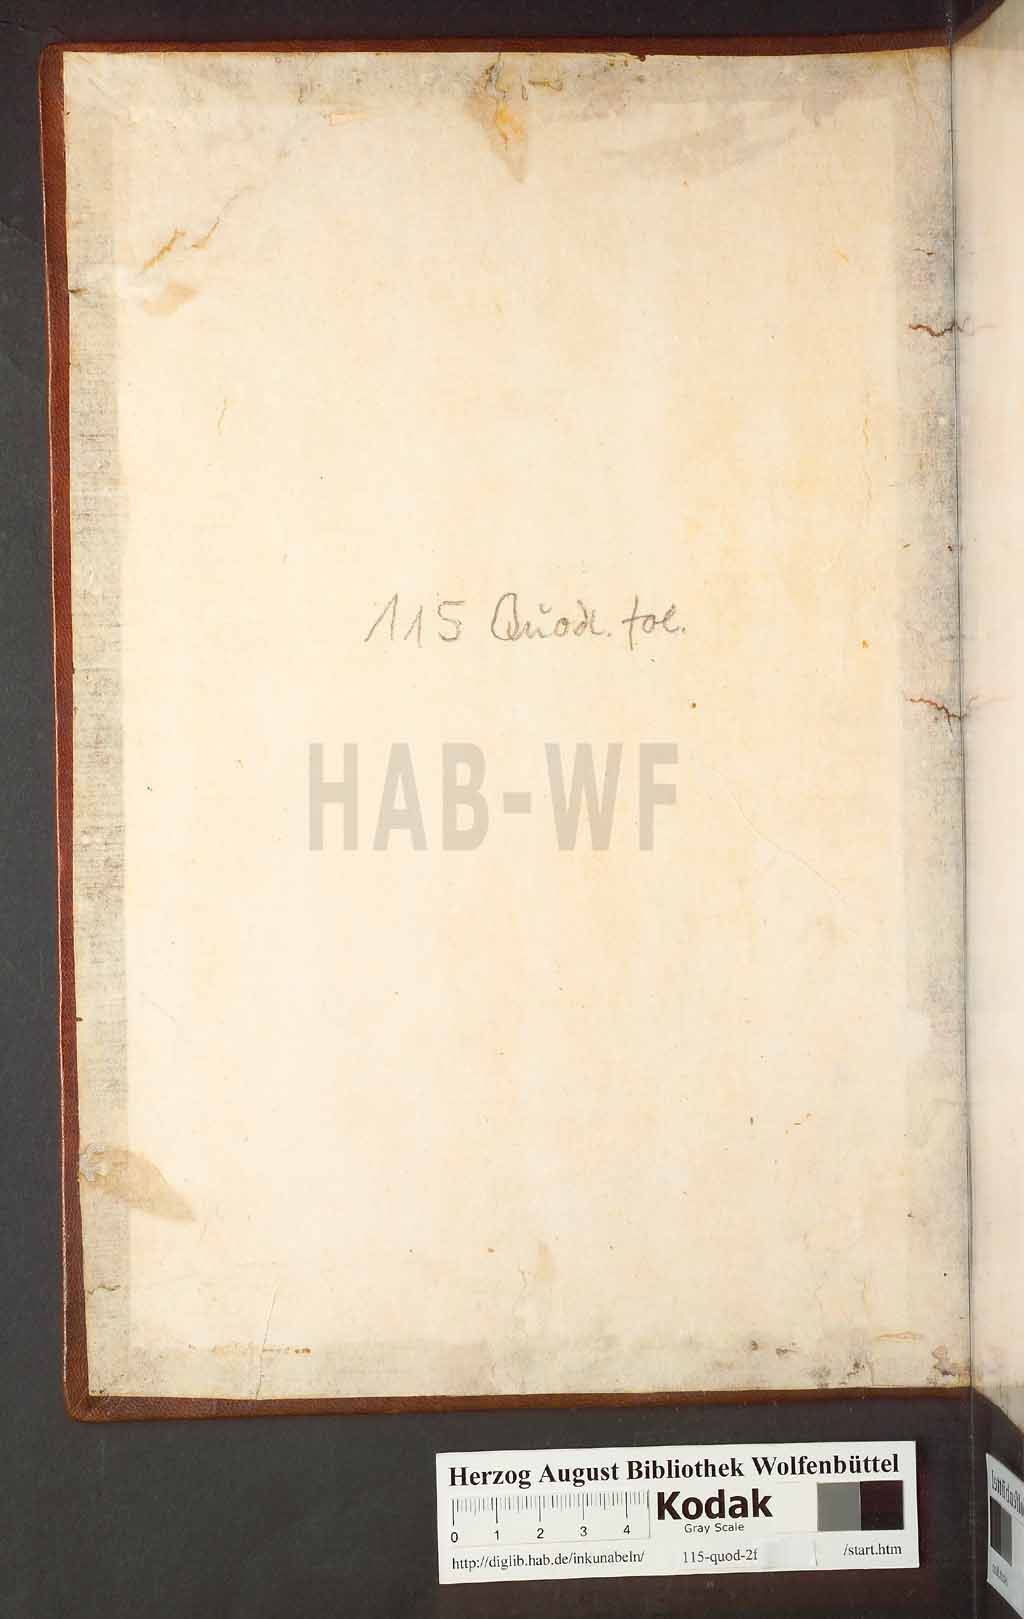 115 Quodl. fol.
HAB-WF
Herzog August Bibliothek Wolfenbüttel
0 1 2 3 4
Kodak
Gray Scale
http://diglib.hab.de/inkunabeln/ 115-quod-2f /start.htm